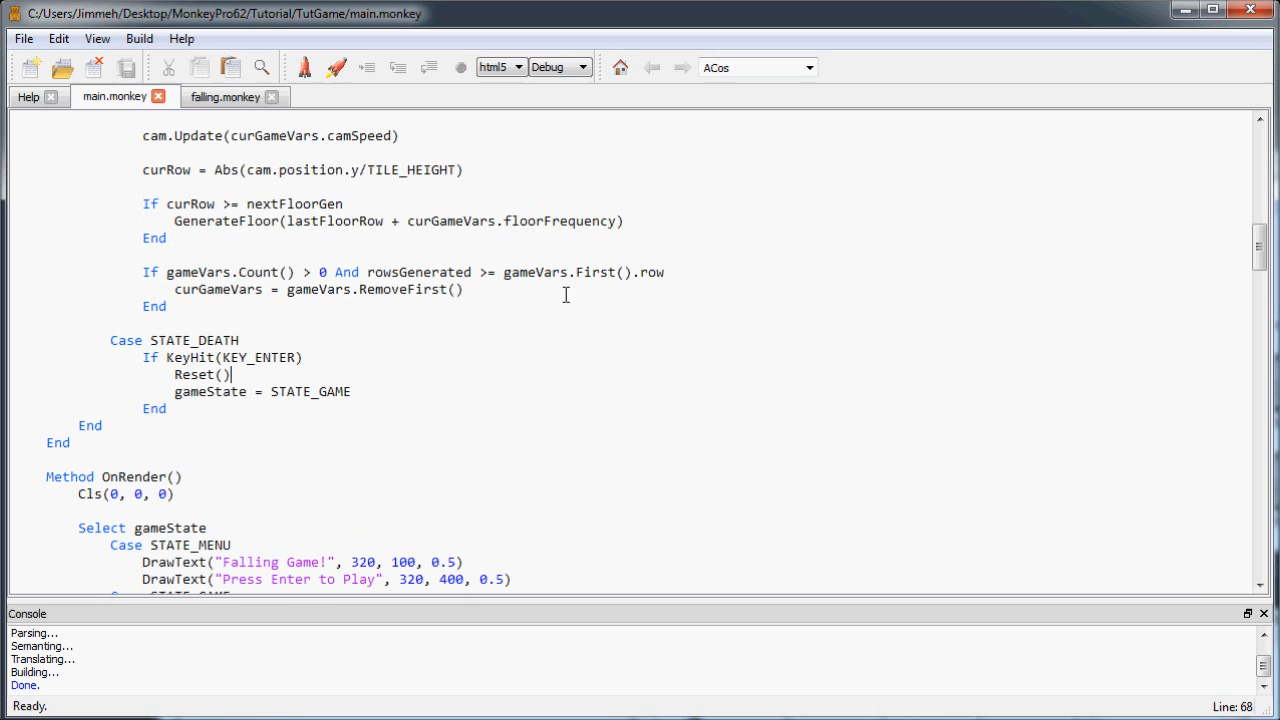 C:/Users/Jimmeh/Desktop/MonkeyPro62/Tutorial/TutGame/main.monkey
File Edit View Build Help
html5 Debug ACos
Help main.monkey falling.monkey
cam.Update(curGameVars.camSpeed)
curRow = Abs(cam.position.y/TILE_HEIGHT)
If curRow >= nextFloorGen
GenerateFloor(lastFloorRow + curGameVars.floorFrequency)
End
If gameVars.Count() > 0 And rowsGenerated >= gameVars.First().row
curGameVars = gameVars.RemoveFirst()
End
Case STATE_DEATH
If KeyHit(KEY_ENTER)
Reset()
gameState = STATE_GAME
End
End
End
Method OnRender()
Cls(0, 0, 0)
Select gameState
Case STATE_MENU
DrawText("Falling Game!", 320, 100, 0.5)
DrawText("Press Enter to Play", 320, 400, 0.5)
Case STATE_GAME
Console
Parsing...
Semanting...
Translating...
Building...
Done.
Ready. Line: 68